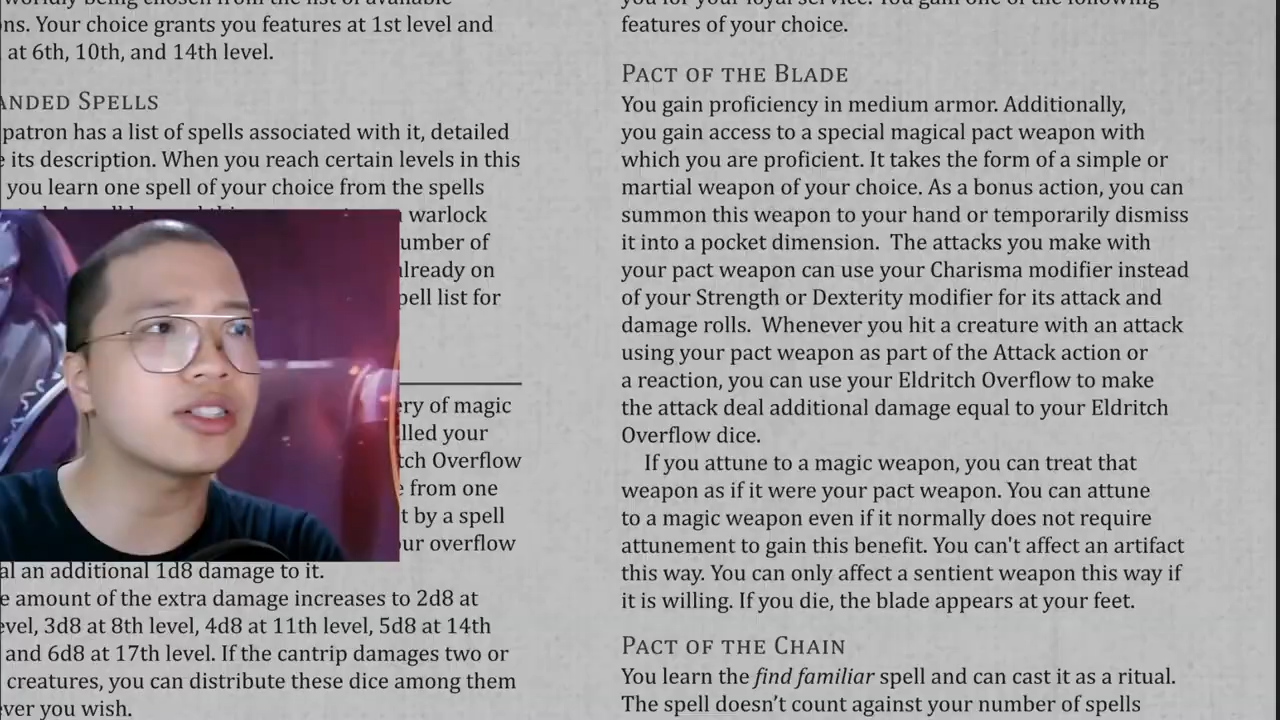 ns. Your choice grants you features at 1st level and
at 6th, 10th, and 14th level.
ANDED SPELLS
patron has a list of spells associated with it, detailed
its description. When you reach certain levels in this
you learn one spell of your choice from the spells
warlock
umber of
already on
pell list for
ery of magic
lled your
tch Overflow
from one
t by a spell
ur overflow
al an additional 1d8 damage to it.
e amount of the extra damage increases to 2d8 at
evel, 3d8 at 8th level, 4d8 at 11th level, 5d8 at 14th
and 6d8 at 17th level. If the cantrip damages two or
creatures, you can distribute these dice among them
ever you wish.
features of your choice.
PACT OF THE BLADE
You gain proficiency in medium armor. Additionally,
you gain access to a special magical pact weapon with
which you are proficient. It takes the form of a simple or
martial weapon of your choice. As a bonus action, you can
summon this weapon to your hand or temporarily dismiss
it into a pocket dimension. The attacks you make with
your pact weapon can use your Charisma modifier instead
of your Strength or Dexterity modifier for its attack and
damage rolls. Whenever you hit a creature with an attack
using your pact weapon as part of the Attack action or
a reaction, you can use your Eldritch Overflow to make
the attack deal additional damage equal to your Eldritch
Overflow dice.
If you attune to a magic weapon, you can treat that
weapon as if it were your pact weapon. You can attune
to a magic weapon even if it normally does not require
attunement to gain this benefit. You can't affect an artifact
this way. You can only affect a sentient weapon this way if
it is willing. If you die, the blade appears at your feet.
PACT OF THE CHAIN
You learn the find familiar spell and can cast it as a ritual.
The spell doesn't count against your number of spells